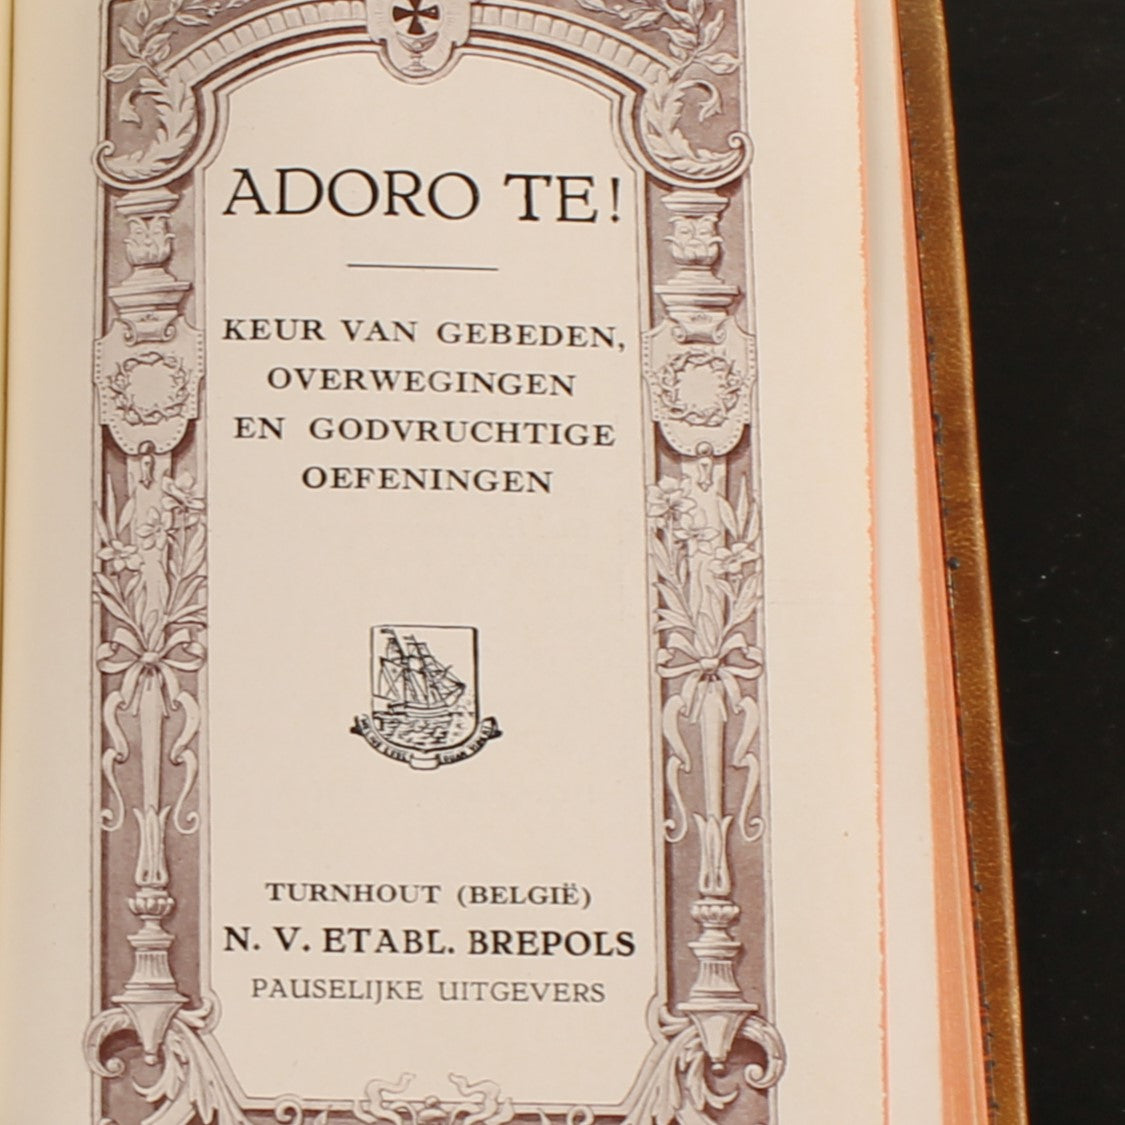 ADORO TE!
KEUR VAN GEBEDEN,
OVERWEGINGEN
EN GODVRUCHTIGE
OEFENINGEN
TURNHOUT (BELGIË)
N. V. ETABL. BREPOLS
PAUSELIJKE UITGEVERS